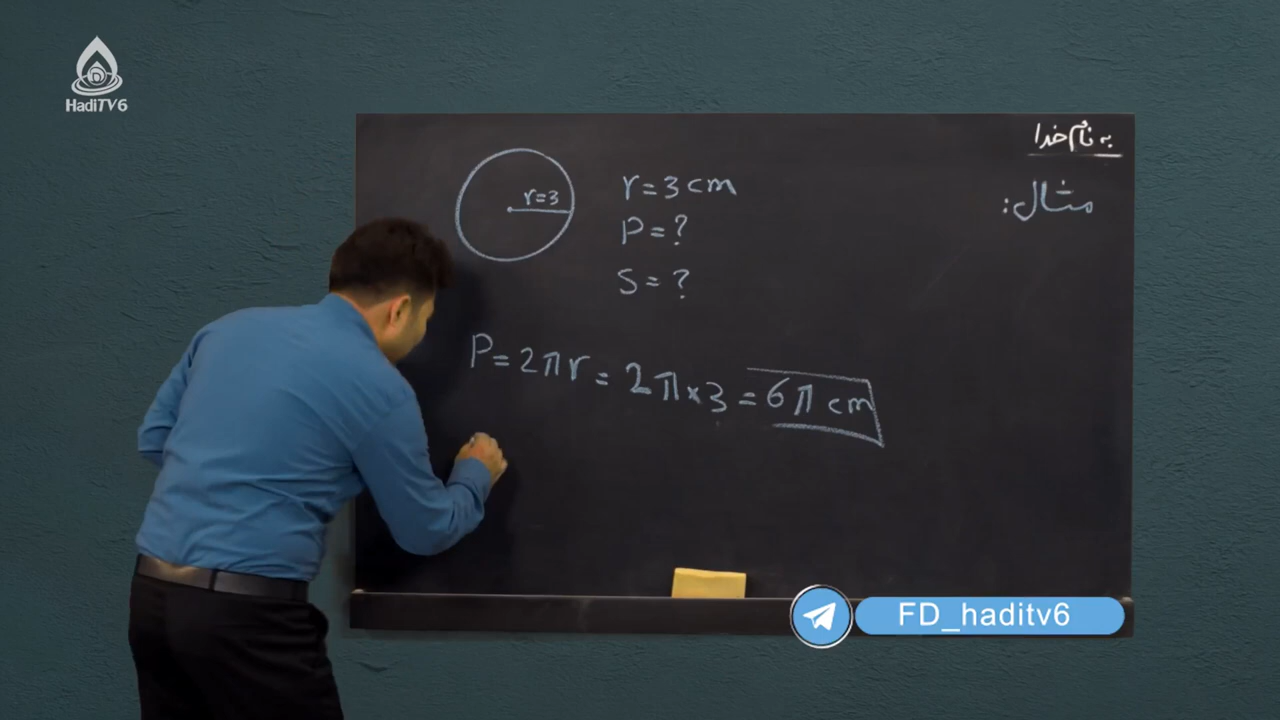 HadiTV6
به نام خدا
مثال:
r=3
r=3cm
P=?
S=?
P=2πr=2π×3=6π cm
FD_haditv6